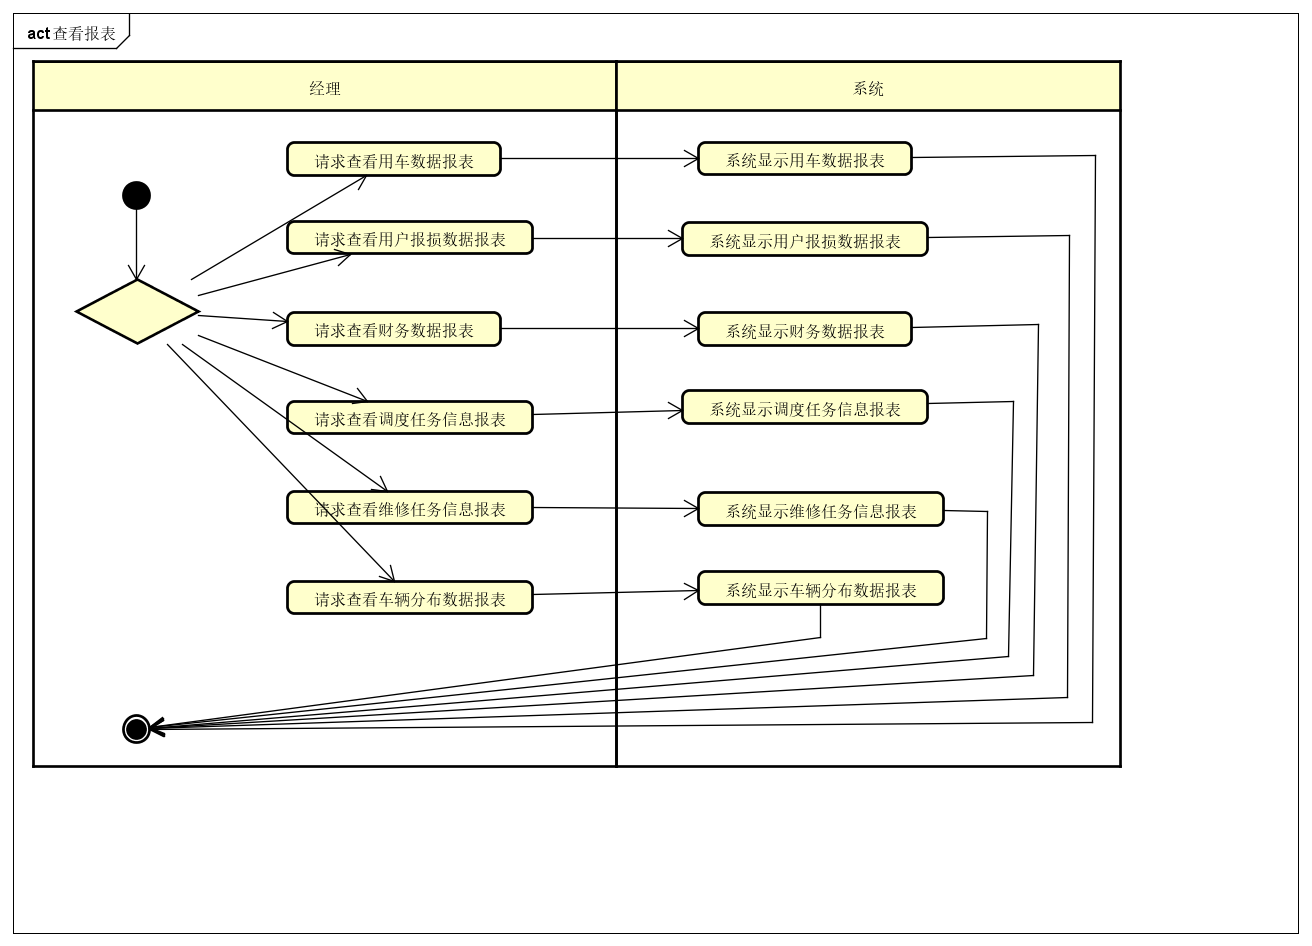 act 查看报表
经理
系统
请求查看用车数据报表
系统显示用车数据报表
请求查看用户报损数据报表
系统显示用户报损数据报表
请求查看财务数据报表
系统显示财务数据报表
请求查看调度任务信息报表
系统显示调度任务信息报表
请求查看维修任务信息报表
系统显示维修任务信息报表
请求查看车辆分布数据报表
系统显示车辆分布数据报表